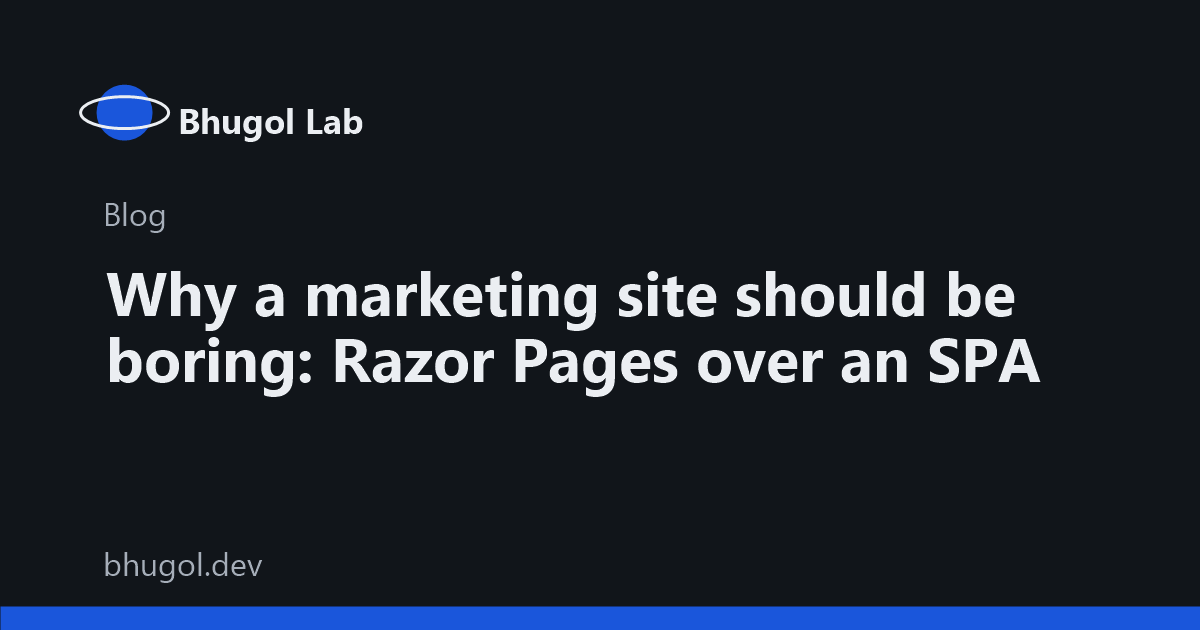 Bhugol Lab
Blog
Why a marketing site should be
boring: Razor Pages over an SPA
bhugol.dev